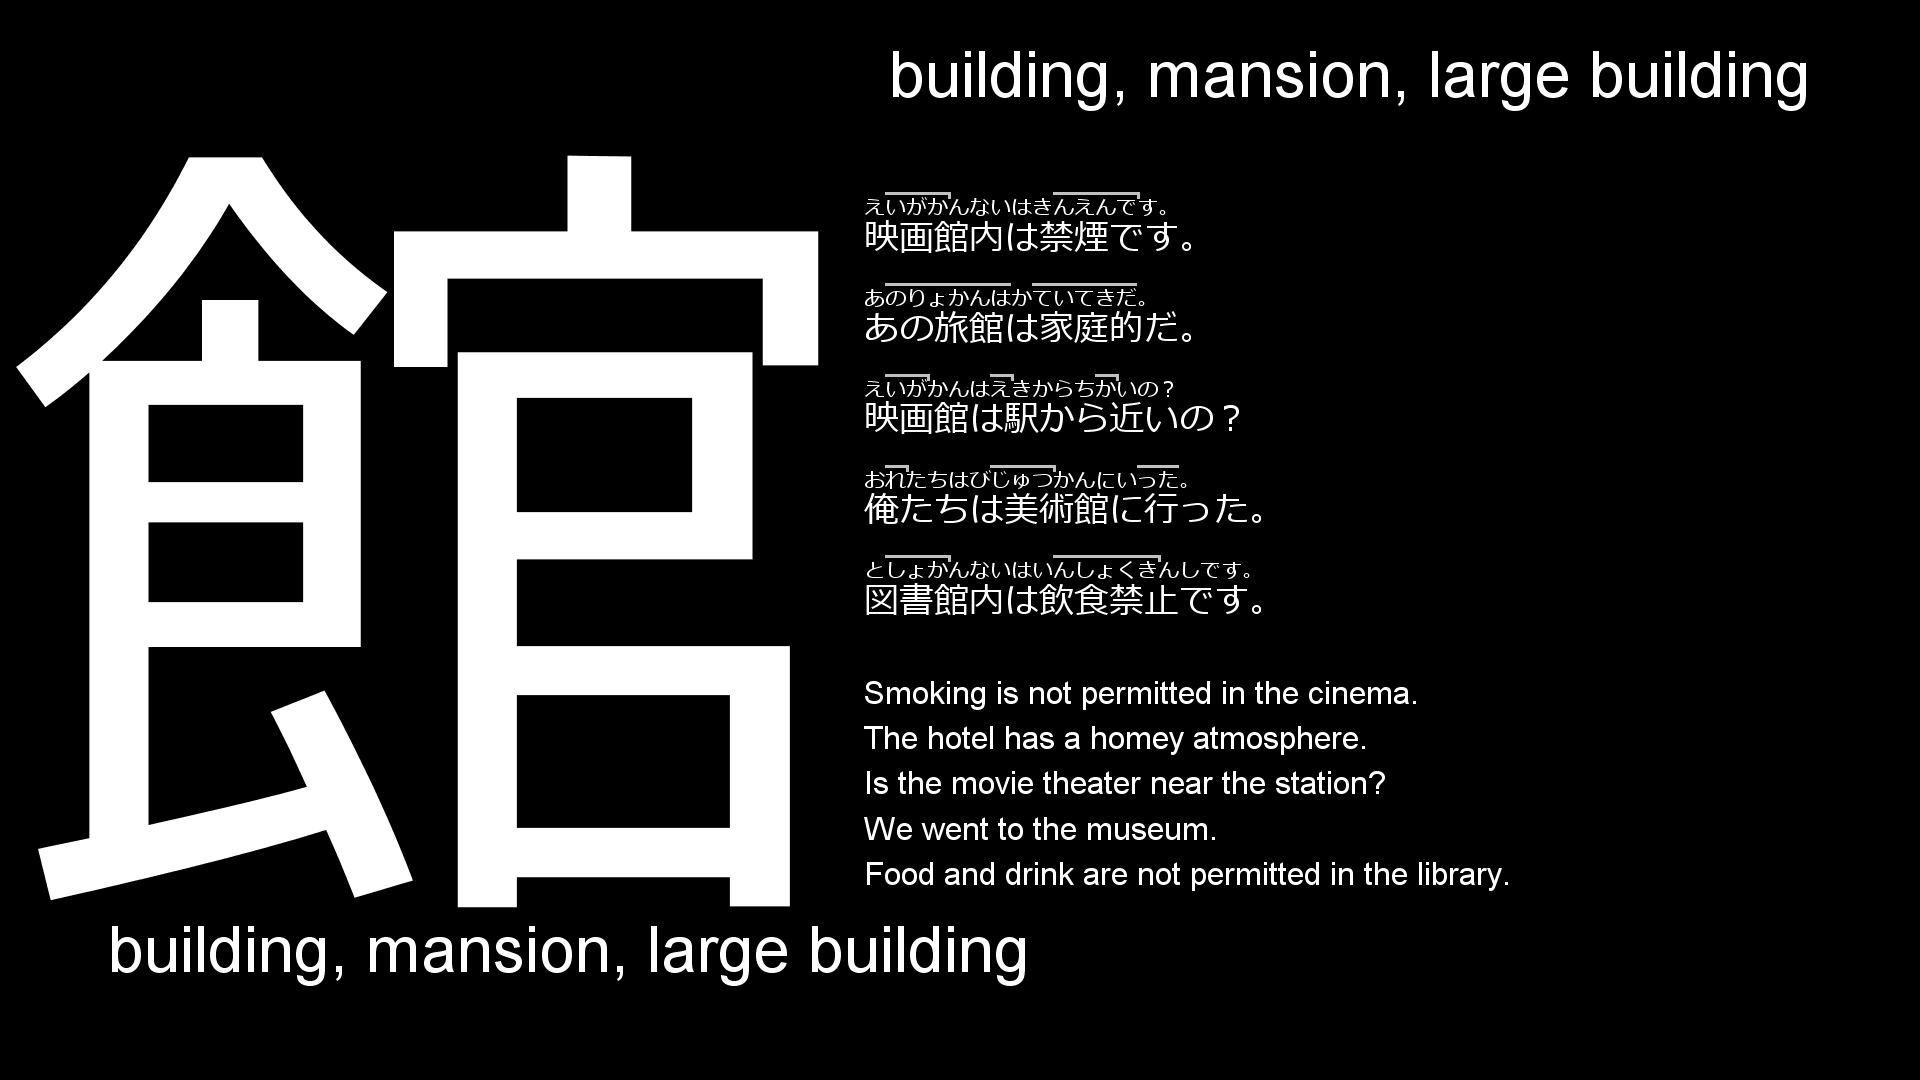 building, mansion, large building
館
えいがかんないはきんえんです。
映画館内は禁煙です。
あのりょかんはかていてきだ。
あの旅館は家庭的だ。
えいがかんはえきからちかいの？
映画館は駅から近いの？
おれたちはびじゅつかんにいった。
俺たちは美術館に行った。
としょかんないはいんしょくきんしです。
図書館内は飲食禁止です。
Smoking is not permitted in the cinema.
The hotel has a homey atmosphere.
Is the movie theater near the station?
We went to the museum.
Food and drink are not permitted in the library.
building, mansion, large building